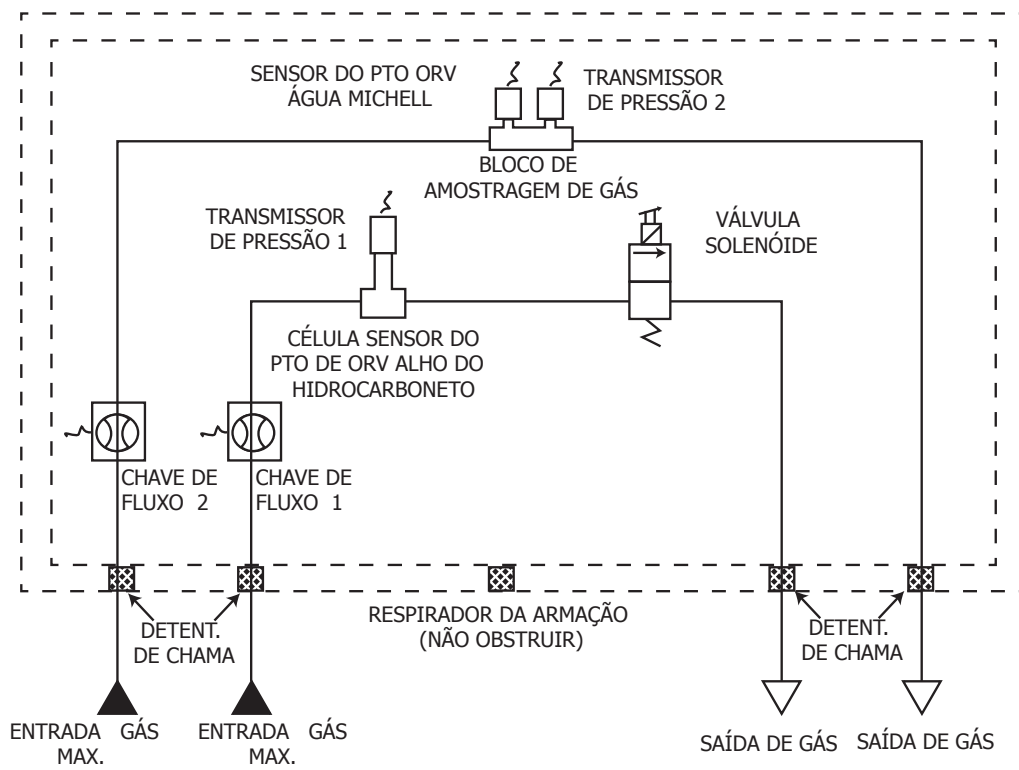 SENSOR DO PTO ORV
ÁGUA MICHELL
TRANSMISSOR
DE PRESSÃO 2
BLOCO DE
AMOSTRAGEM DE GÁS
TRANSMISSOR
DE PRESSÃO 1
VÁLVULA
SOLENÓIDE
CÉLULA SENSOR DO
PTO DE ORV ALHO DO
HIDROCARBONETO
CHAVE DE
FLUXO 2
CHAVE DE
FLUXO 1
RESPIRADOR DA ARMAÇÃO
(NÃO OBSTRUIR)
DETENT.
DE CHAMA
DETENT.
DE CHAMA
ENTRADA GÁS
MAX.
ENTRADA GÁS
MAX.
SAÍDA DE GÁS
SAÍDA DE GÁS